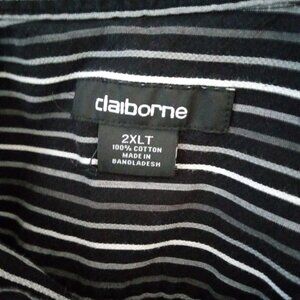 claiborne
2XLT
100% COTTON
MADE IN
BANGLADESH